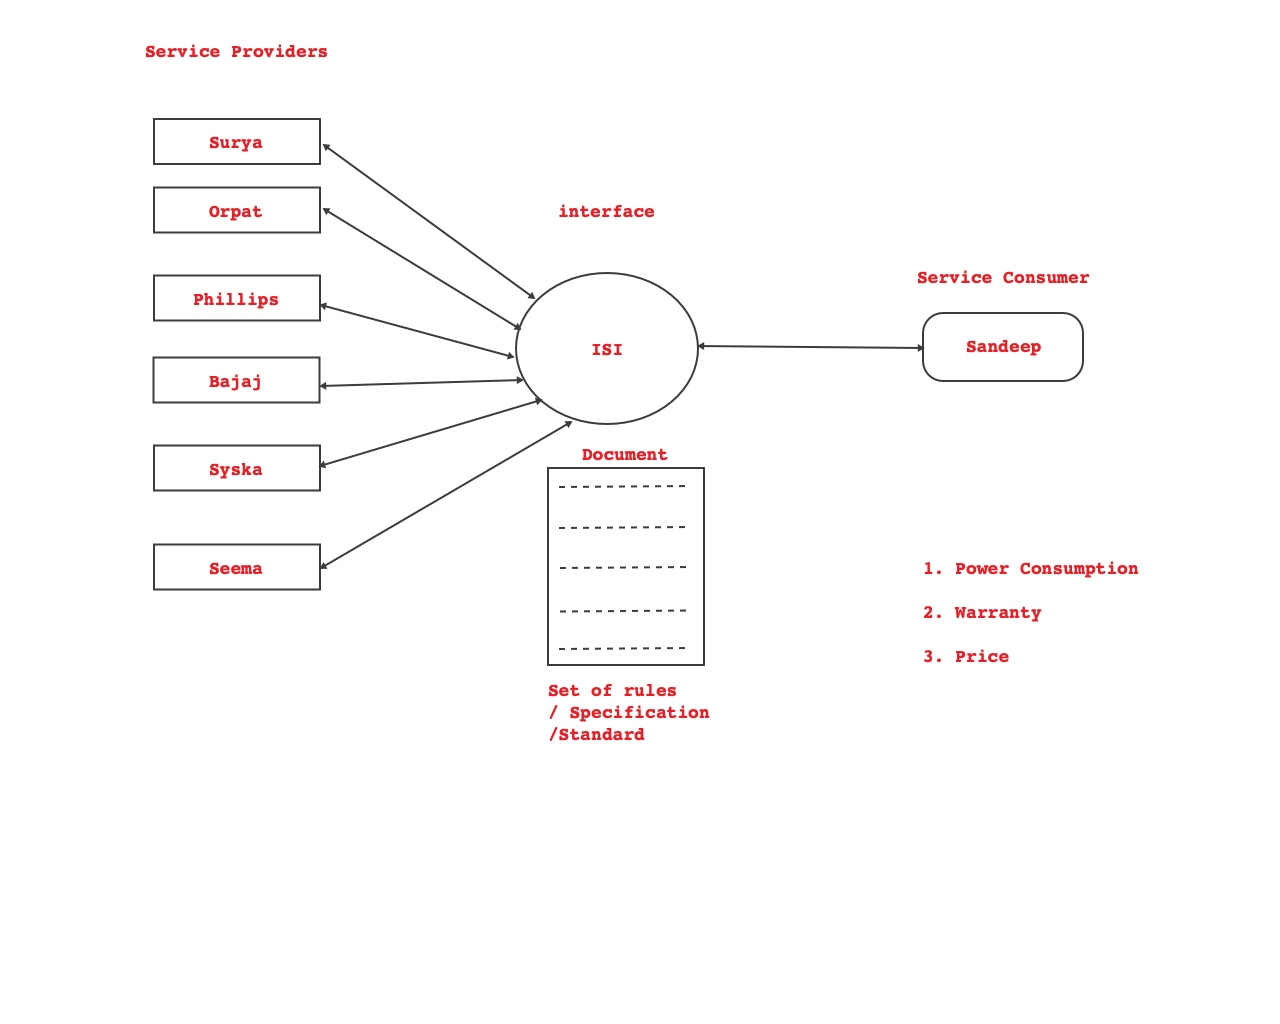 Service Providers
Surya
Orpat
interface
Service Consumer
Phillips
ISI
Sandeep
Bajaj
Syska
Document
Seema
1. Power Consumption
2. Warranty
3. Price
Set of rules
/ Specification
/Standard